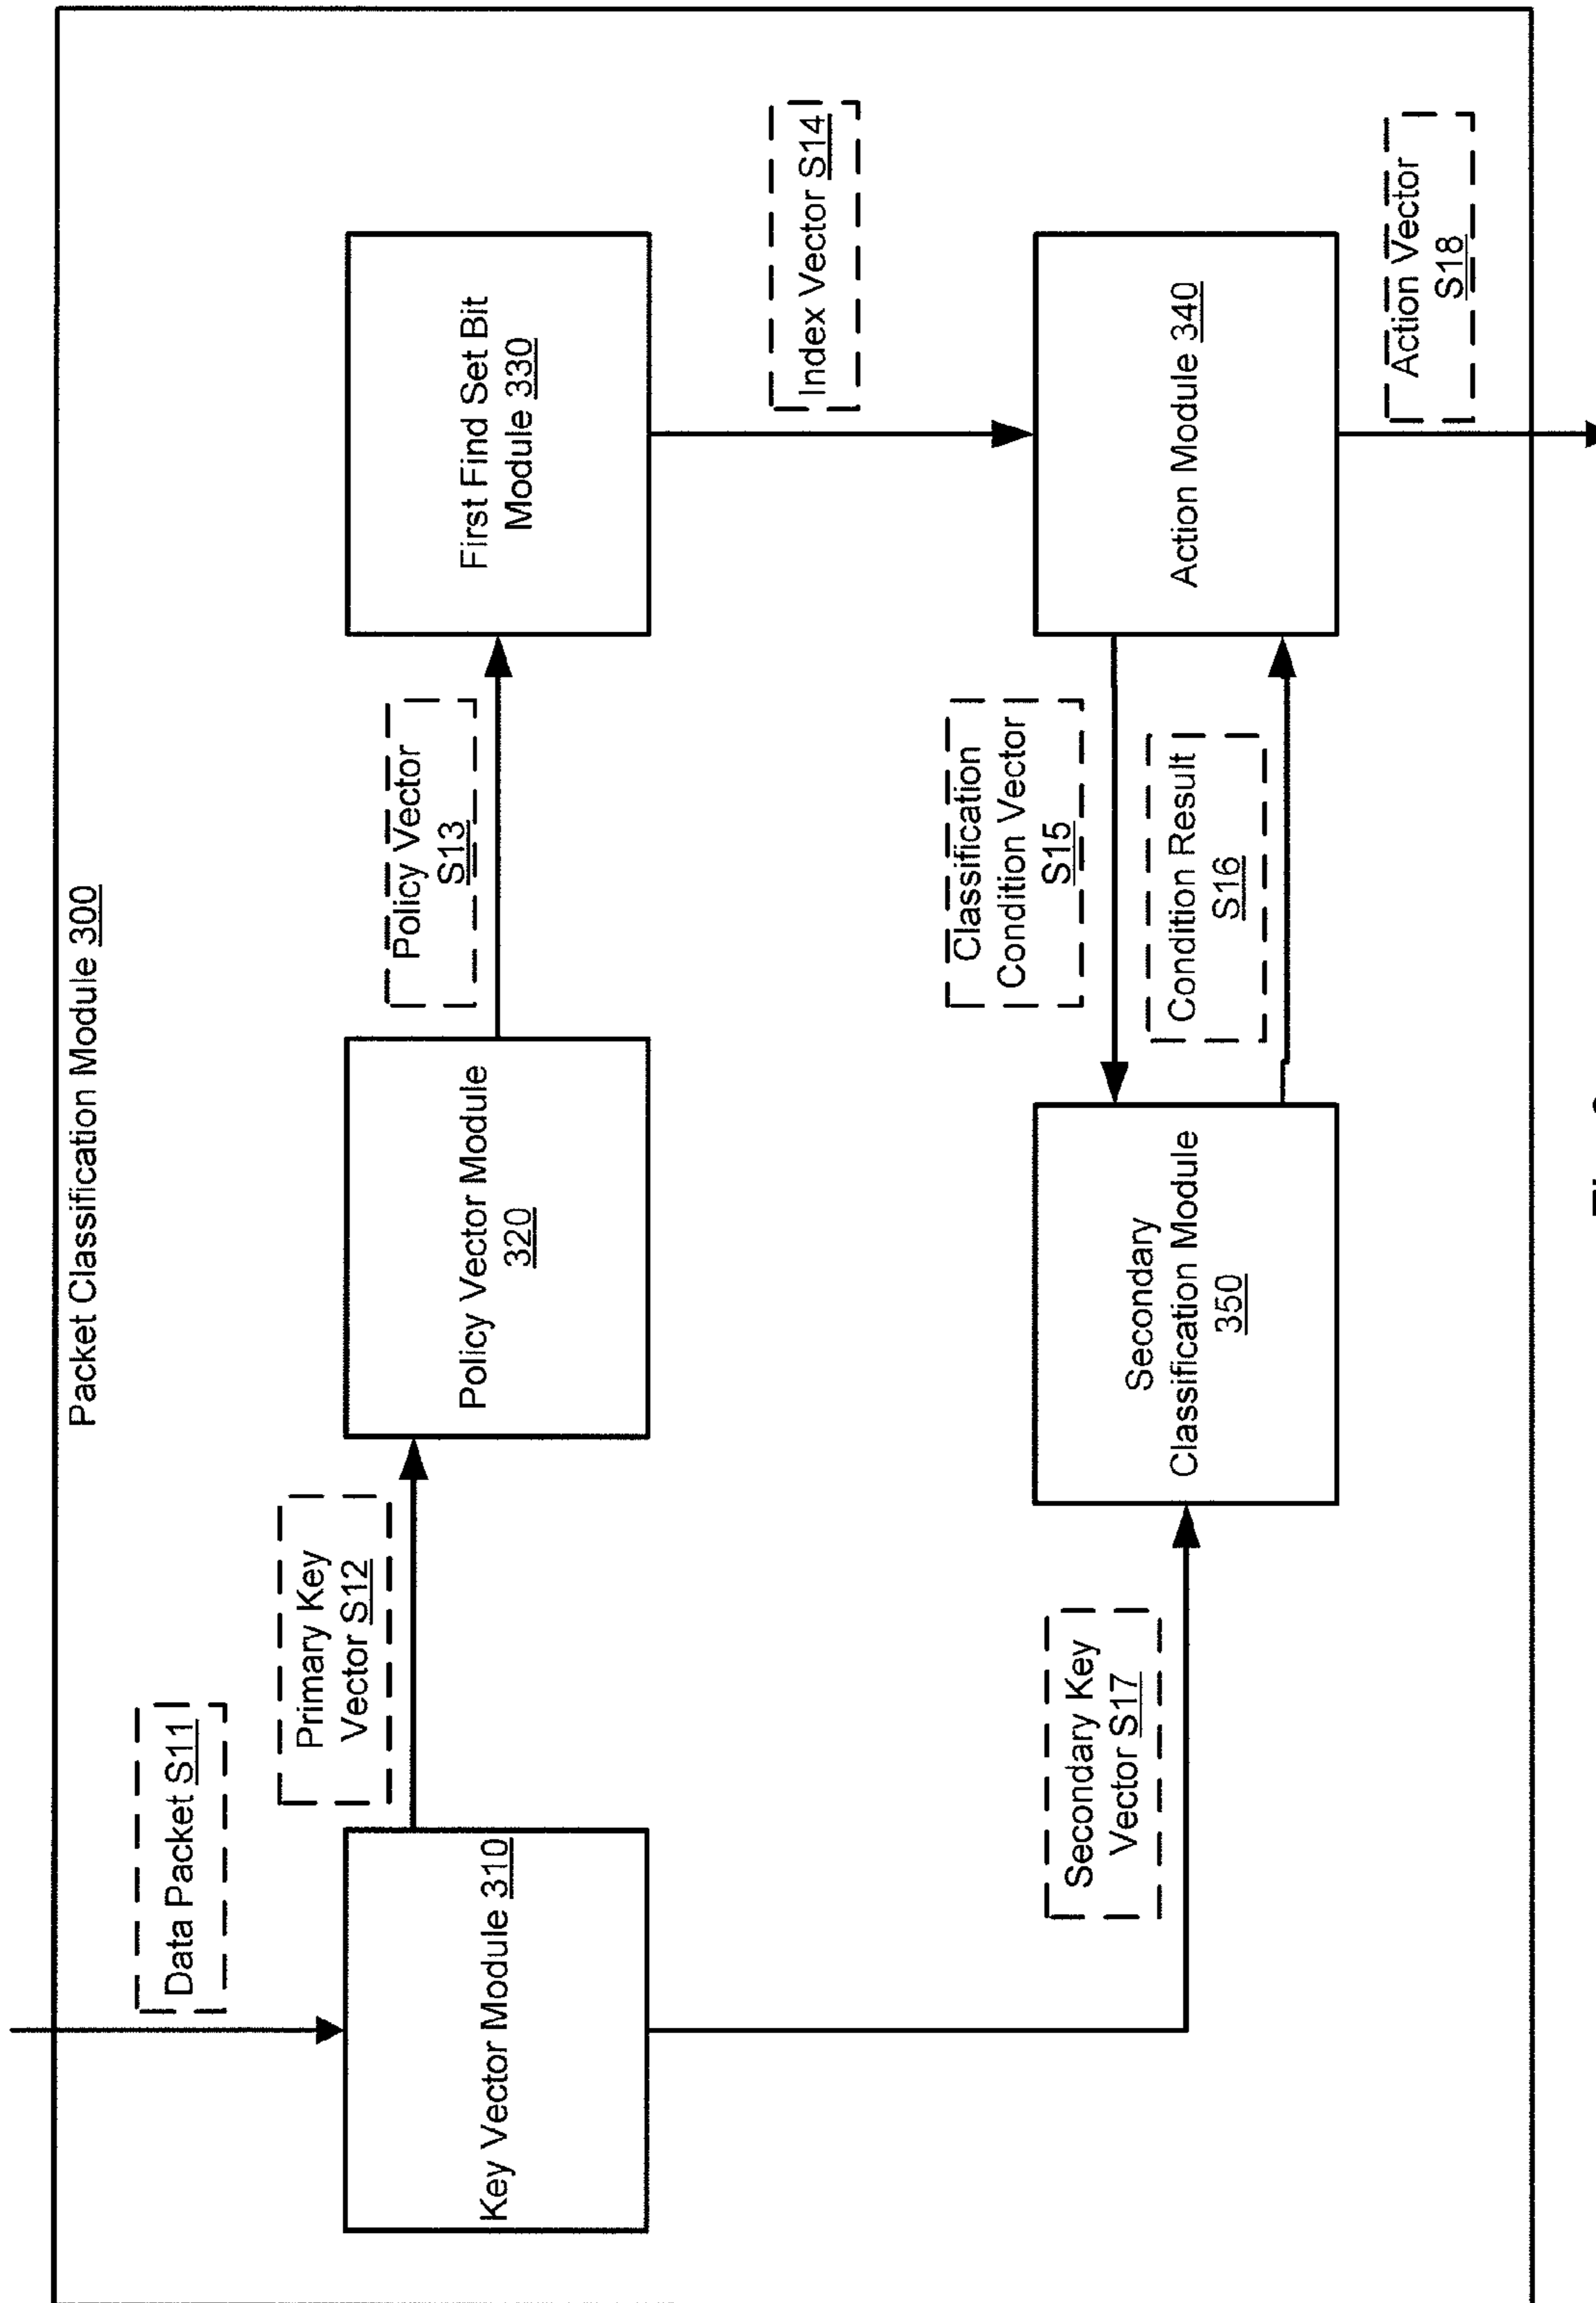 Packet Classification Module 300
Data Packet S11
Primary Key
Vector S12
Policy Vector
S13
Key Vector Module 310
Policy Vector Module
320
First Find Set Bit
Module 330
Index Vector S14
Classification
Condition Vector
S15
Secondary Key
Vector S17
Condition Result
S16
Secondary
Classification Module
350
Action Module 340
Action Vector
S18